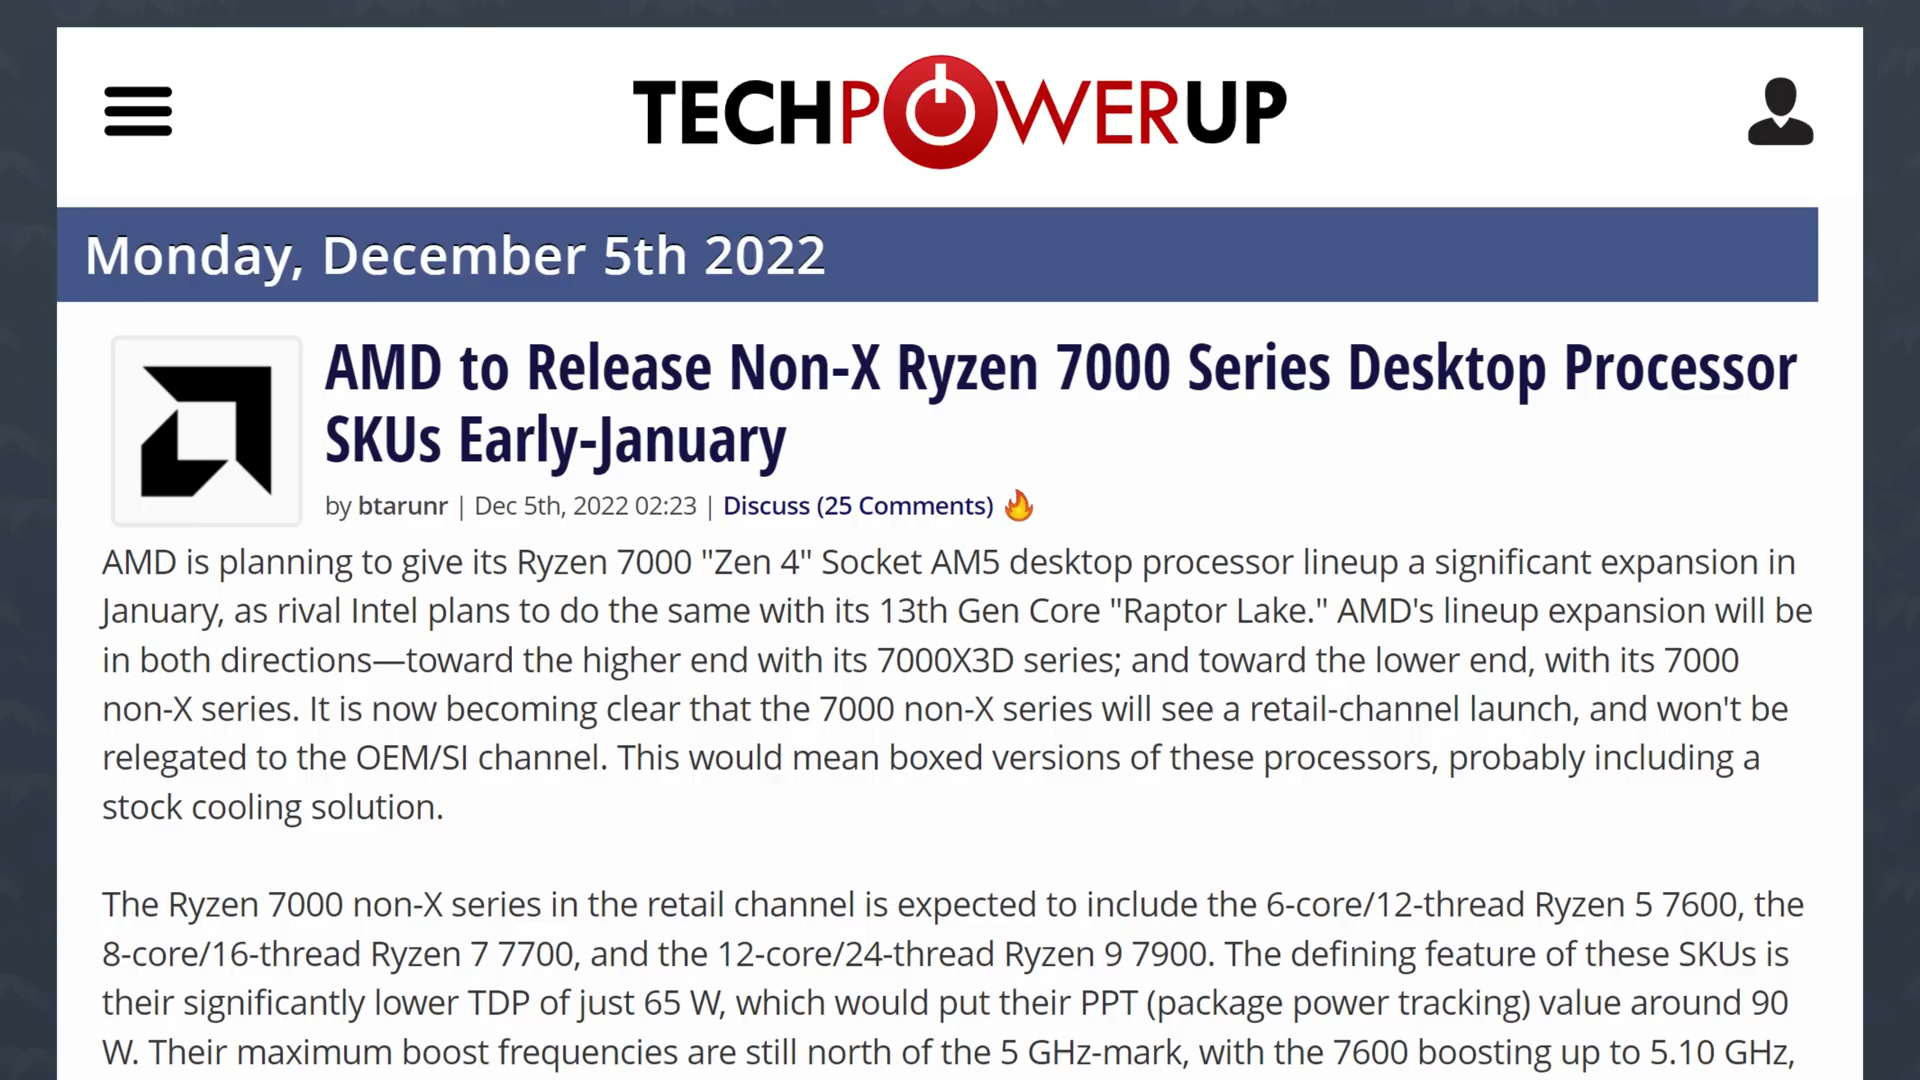 TECHPOWERUP
Monday, December 5th 2022
AMD to Release Non-X Ryzen 7000 Series Desktop Processor
SKUs Early-January
by btarunr | Dec 5th, 2022 02:23 | Discuss (25 Comments)
AMD is planning to give its Ryzen 7000 "Zen 4" Socket AM5 desktop processor lineup a significant expansion in
January, as rival Intel plans to do the same with its 13th Gen Core "Raptor Lake." AMD's lineup expansion will be
in both directions—toward the higher end with its 7000X3D series; and toward the lower end, with its 7000
non-X series. It is now becoming clear that the 7000 non-X series will see a retail-channel launch, and won't be
relegated to the OEM/SI channel. This would mean boxed versions of these processors, probably including a
stock cooling solution.
The Ryzen 7000 non-X series in the retail channel is expected to include the 6-core/12-thread Ryzen 5 7600, the
8-core/16-thread Ryzen 7 7700, and the 12-core/24-thread Ryzen 9 7900. The defining feature of these SKUs is
their significantly lower TDP of just 65 W, which would put their PPT (package power tracking) value around 90
W. Their maximum boost frequencies are still north of the 5 GHz-mark, with the 7600 boosting up to 5.10 GHz,